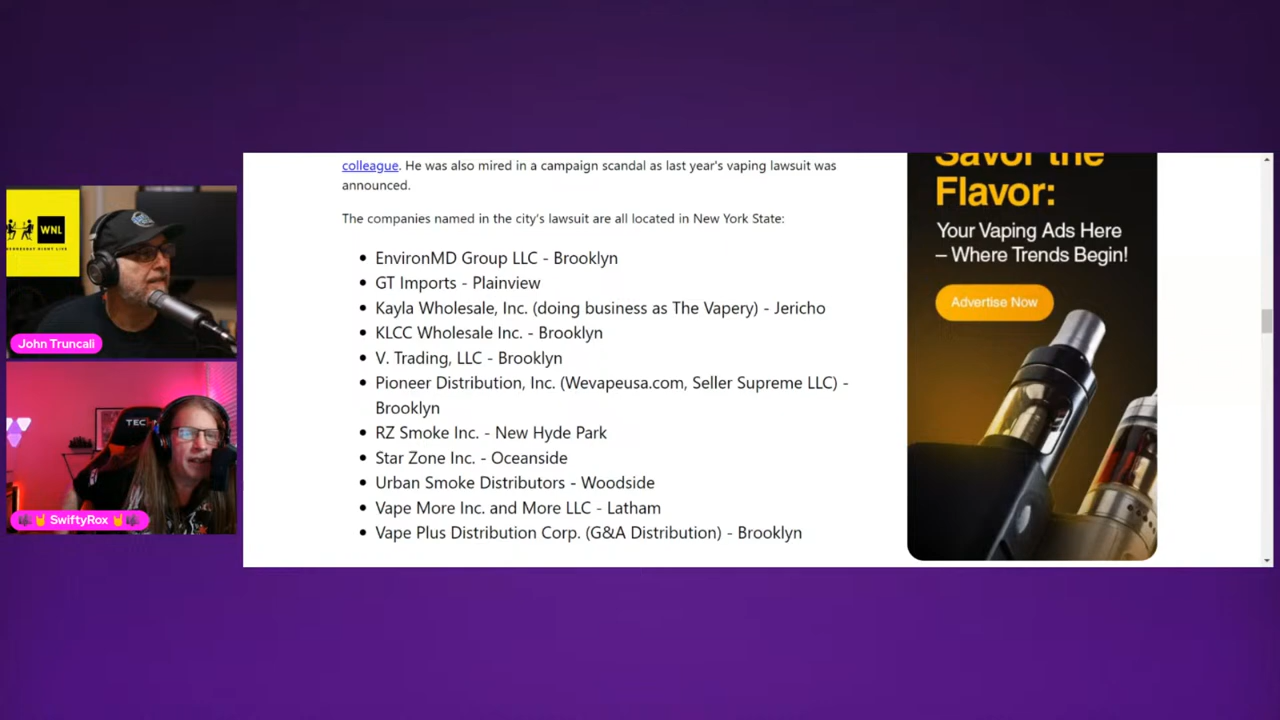 colleague. He was also mired in a campaign scandal as last year's vaping lawsuit was
announced.
The companies named in the city's lawsuit are all located in New York State:
• EnvironMD Group LLC - Brooklyn
• GT Imports - Plainview
• Kayla Wholesale, Inc. (doing business as The Vapery) - Jericho
• KLCC Wholesale Inc. - Brooklyn
• V. Trading, LLC - Brooklyn
• Pioneer Distribution, Inc. (Wevapeusa.com, Seller Supreme LLC) -
Brooklyn
• RZ Smoke Inc. - New Hyde Park
• Star Zone Inc. - Oceanside
• Urban Smoke Distributors - Woodside
• Vape More Inc. and More LLC - Latham
• Vape Plus Distribution Corp. (G&A Distribution) - Brooklyn
Savor the
Flavor:
Your Vaping Ads Here
– Where Trends Begin!
Advertise Now
WNL
John Truncali
TECH
SwiftyRox